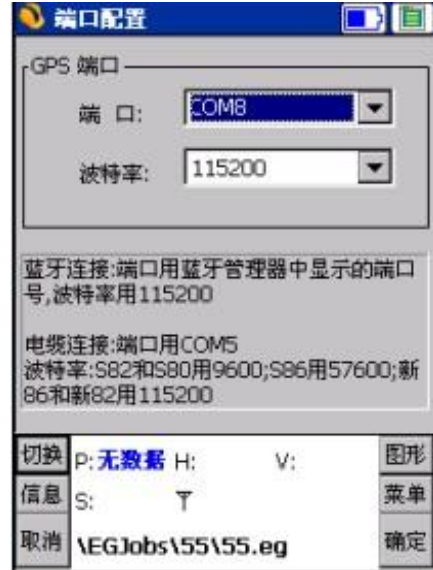 端口配置
GPS 端口
端 口: COM8
波特率: 115200
蓝牙连接:端口用蓝牙管理器中显示的端口
号,波特率用115200
电缆连接:端口用COM5
波特率:S82和S80用9600;S86用57600;新
86和新82用115200
切换 P:无数据 H: V: 图形
信息 S: 菜单
取消 \EGJobs\55\55.eg 确定